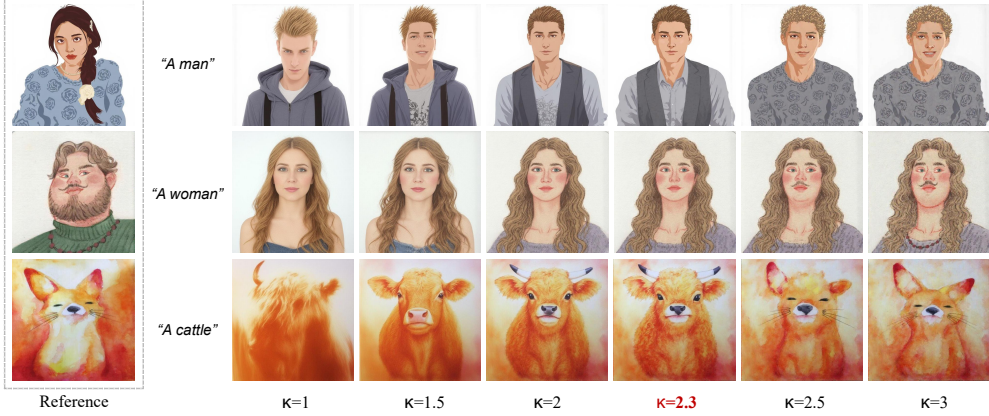 “A man”
“A woman”
“A cattle”
Reference
κ=1
κ=1.5
κ=2
κ=2.3
κ=2.5
κ=3